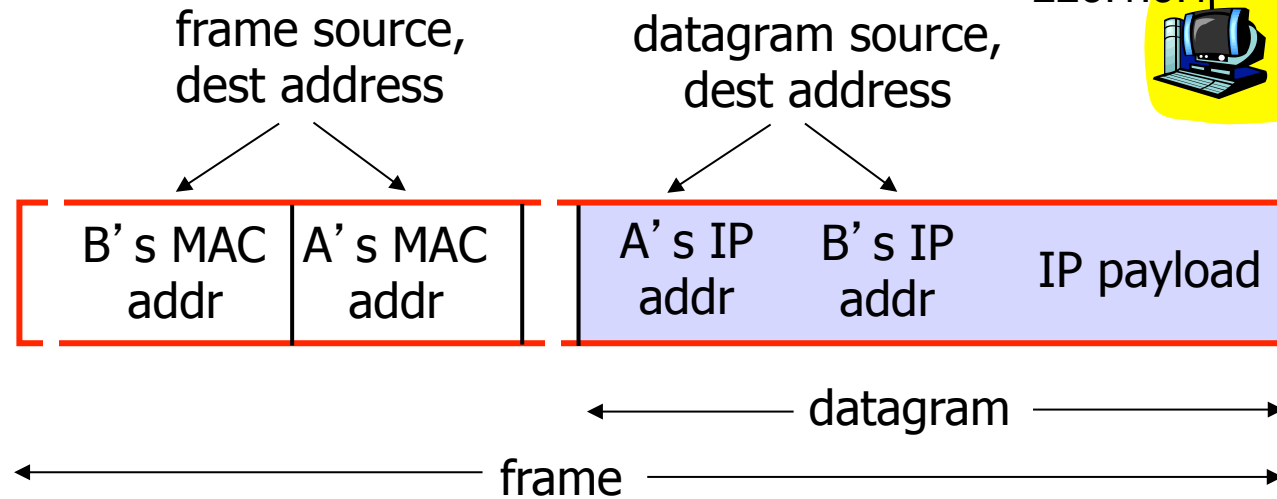 frame source,
dest address
datagram source,
dest address
B's MAC
addr
A's MAC
addr
A's IP
addr
B's IP
addr
IP payload
datagram
frame